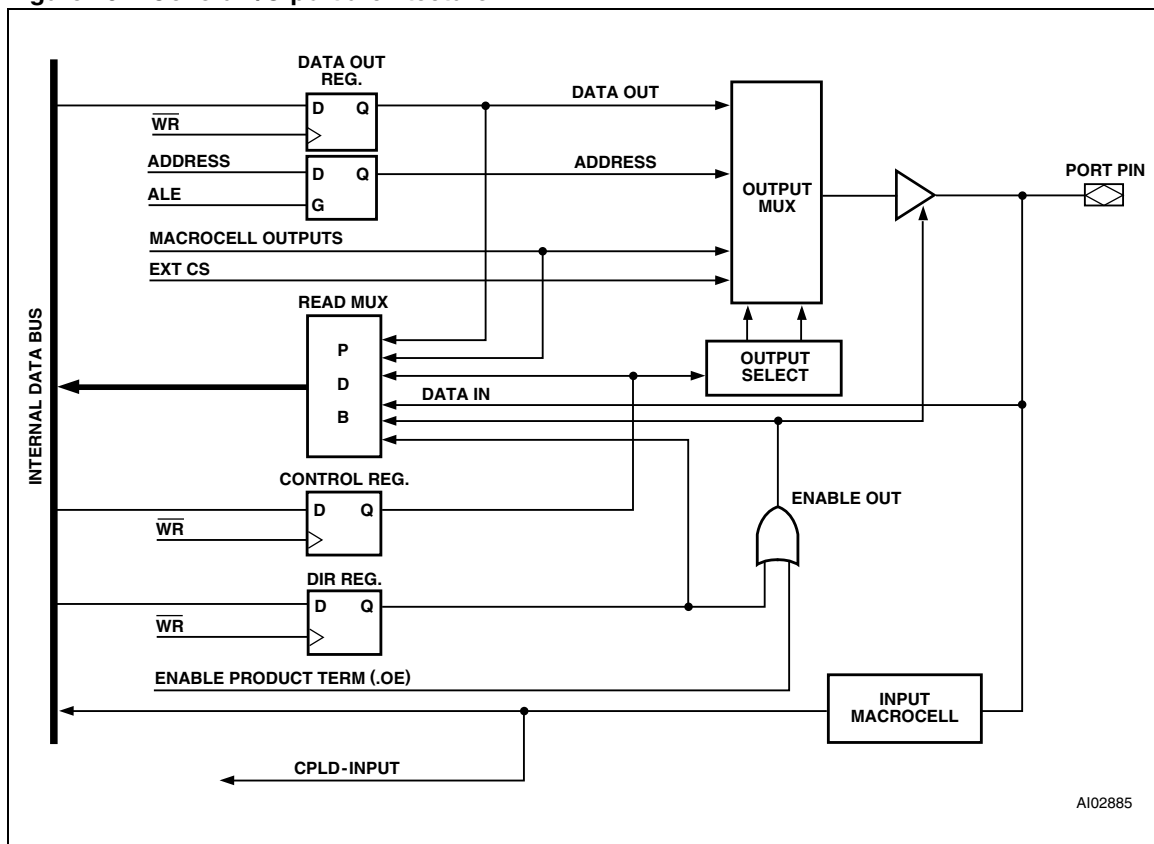 DATA OUT
REG.
D Q
WR
DATA OUT
ADDRESS
ALE
D Q
G
ADDRESS
OUTPUT
MUX
PORT PIN
MACROCELL OUTPUTS
EXT CS
READ MUX
P
D
B
OUTPUT
SELECT
DATA IN
INTERNAL DATA BUS
CONTROL REG.
D Q
WR
ENABLE OUT
DIR REG.
D Q
WR
ENABLE PRODUCT TERM (.OE)
INPUT
MACROCELL
CPLD-INPUT
AI02885